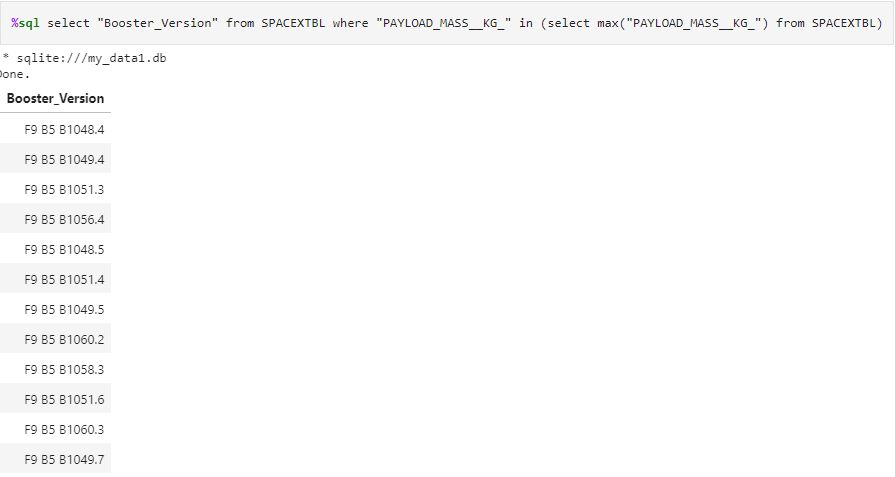 %sql select "Booster_Version" from SPACEXTBL where "PAYLOAD_MASS__KG_" in (select max("PAYLOAD_MASS__KG_") from SPACEXTBL)
* sqlite:///my_data1.db
Done.
Booster_Version
F9 B5 B1048.4
F9 B5 B1049.4
F9 B5 B1051.3
F9 B5 B1056.4
F9 B5 B1048.5
F9 B5 B1051.4
F9 B5 B1049.5
F9 B5 B1060.2
F9 B5 B1058.3
F9 B5 B1051.6
F9 B5 B1060.3
F9 B5 B1049.7